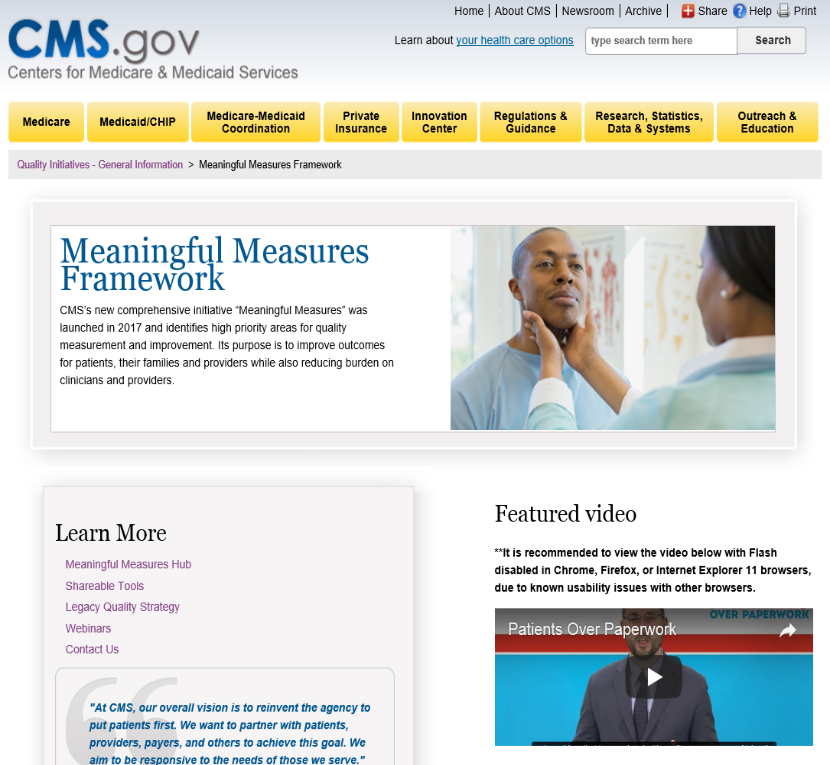 Home | About CMS | Newsroom | Archive | Share Help Print
CMS.gov
Centers for Medicare & Medicaid Services
Learn about your health care options
type search term here
Search
Medicare
Medicaid/CHIP
Medicare-Medicaid
Coordination
Private
Insurance
Innovation
Center
Regulations &
Guidance
Research, Statistics,
Data & Systems
Outreach &
Education
Quality Initiatives - General Information > Meaningful Measures Framework
Meaningful Measures
Framework
CMS's new comprehensive initiative “Meaningful Measures” was
launched in 2017 and identifies high priority areas for quality
measurement and improvement. Its purpose is to improve outcomes
for patients, their families and providers while also reducing burden on
clinicians and providers.
Learn More
Meaningful Measures Hub
Shareable Tools
Legacy Quality Strategy
Webinars
Contact Us
"At CMS, our overall vision is to reinvent the agency to
put patients first. We want to partner with patients,
providers, payers, and others to achieve this goal. We
aim to be responsive to the needs of those we serve."
Featured video
**It is recommended to view the video below with Flash
disabled in Chrome, Firefox, or Internet Explorer 11 browsers,
due to known usability issues with other browsers.
OVER PAPERWORK
Patients Over Paperwork